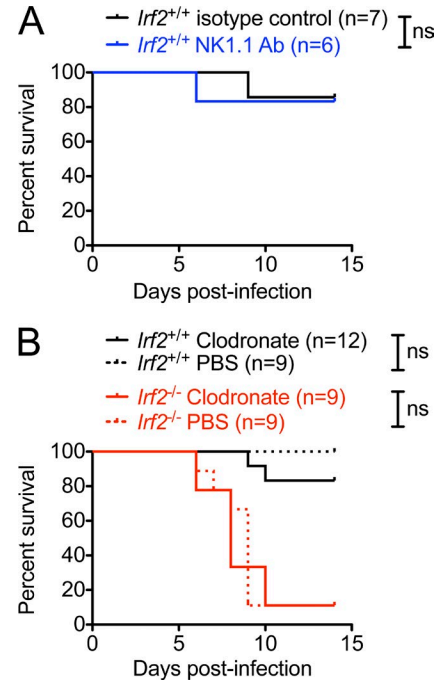 A
Irf2+/+ isotype control (n=7)
Irf2+/+ NK1.1 Ab (n=6)
ns
Percent survival
100
80
60
40
20
0
0 5 10 15
Days post-infection
B
Irf2+/+ Clodronate (n=12)
Irf2+/+ PBS (n=9)
ns
Irf2-/- Clodronate (n=9)
Irf2-/- PBS (n=9)
ns
Percent survival
100
80
60
40
20
0
0 5 10 15
Days post-infection